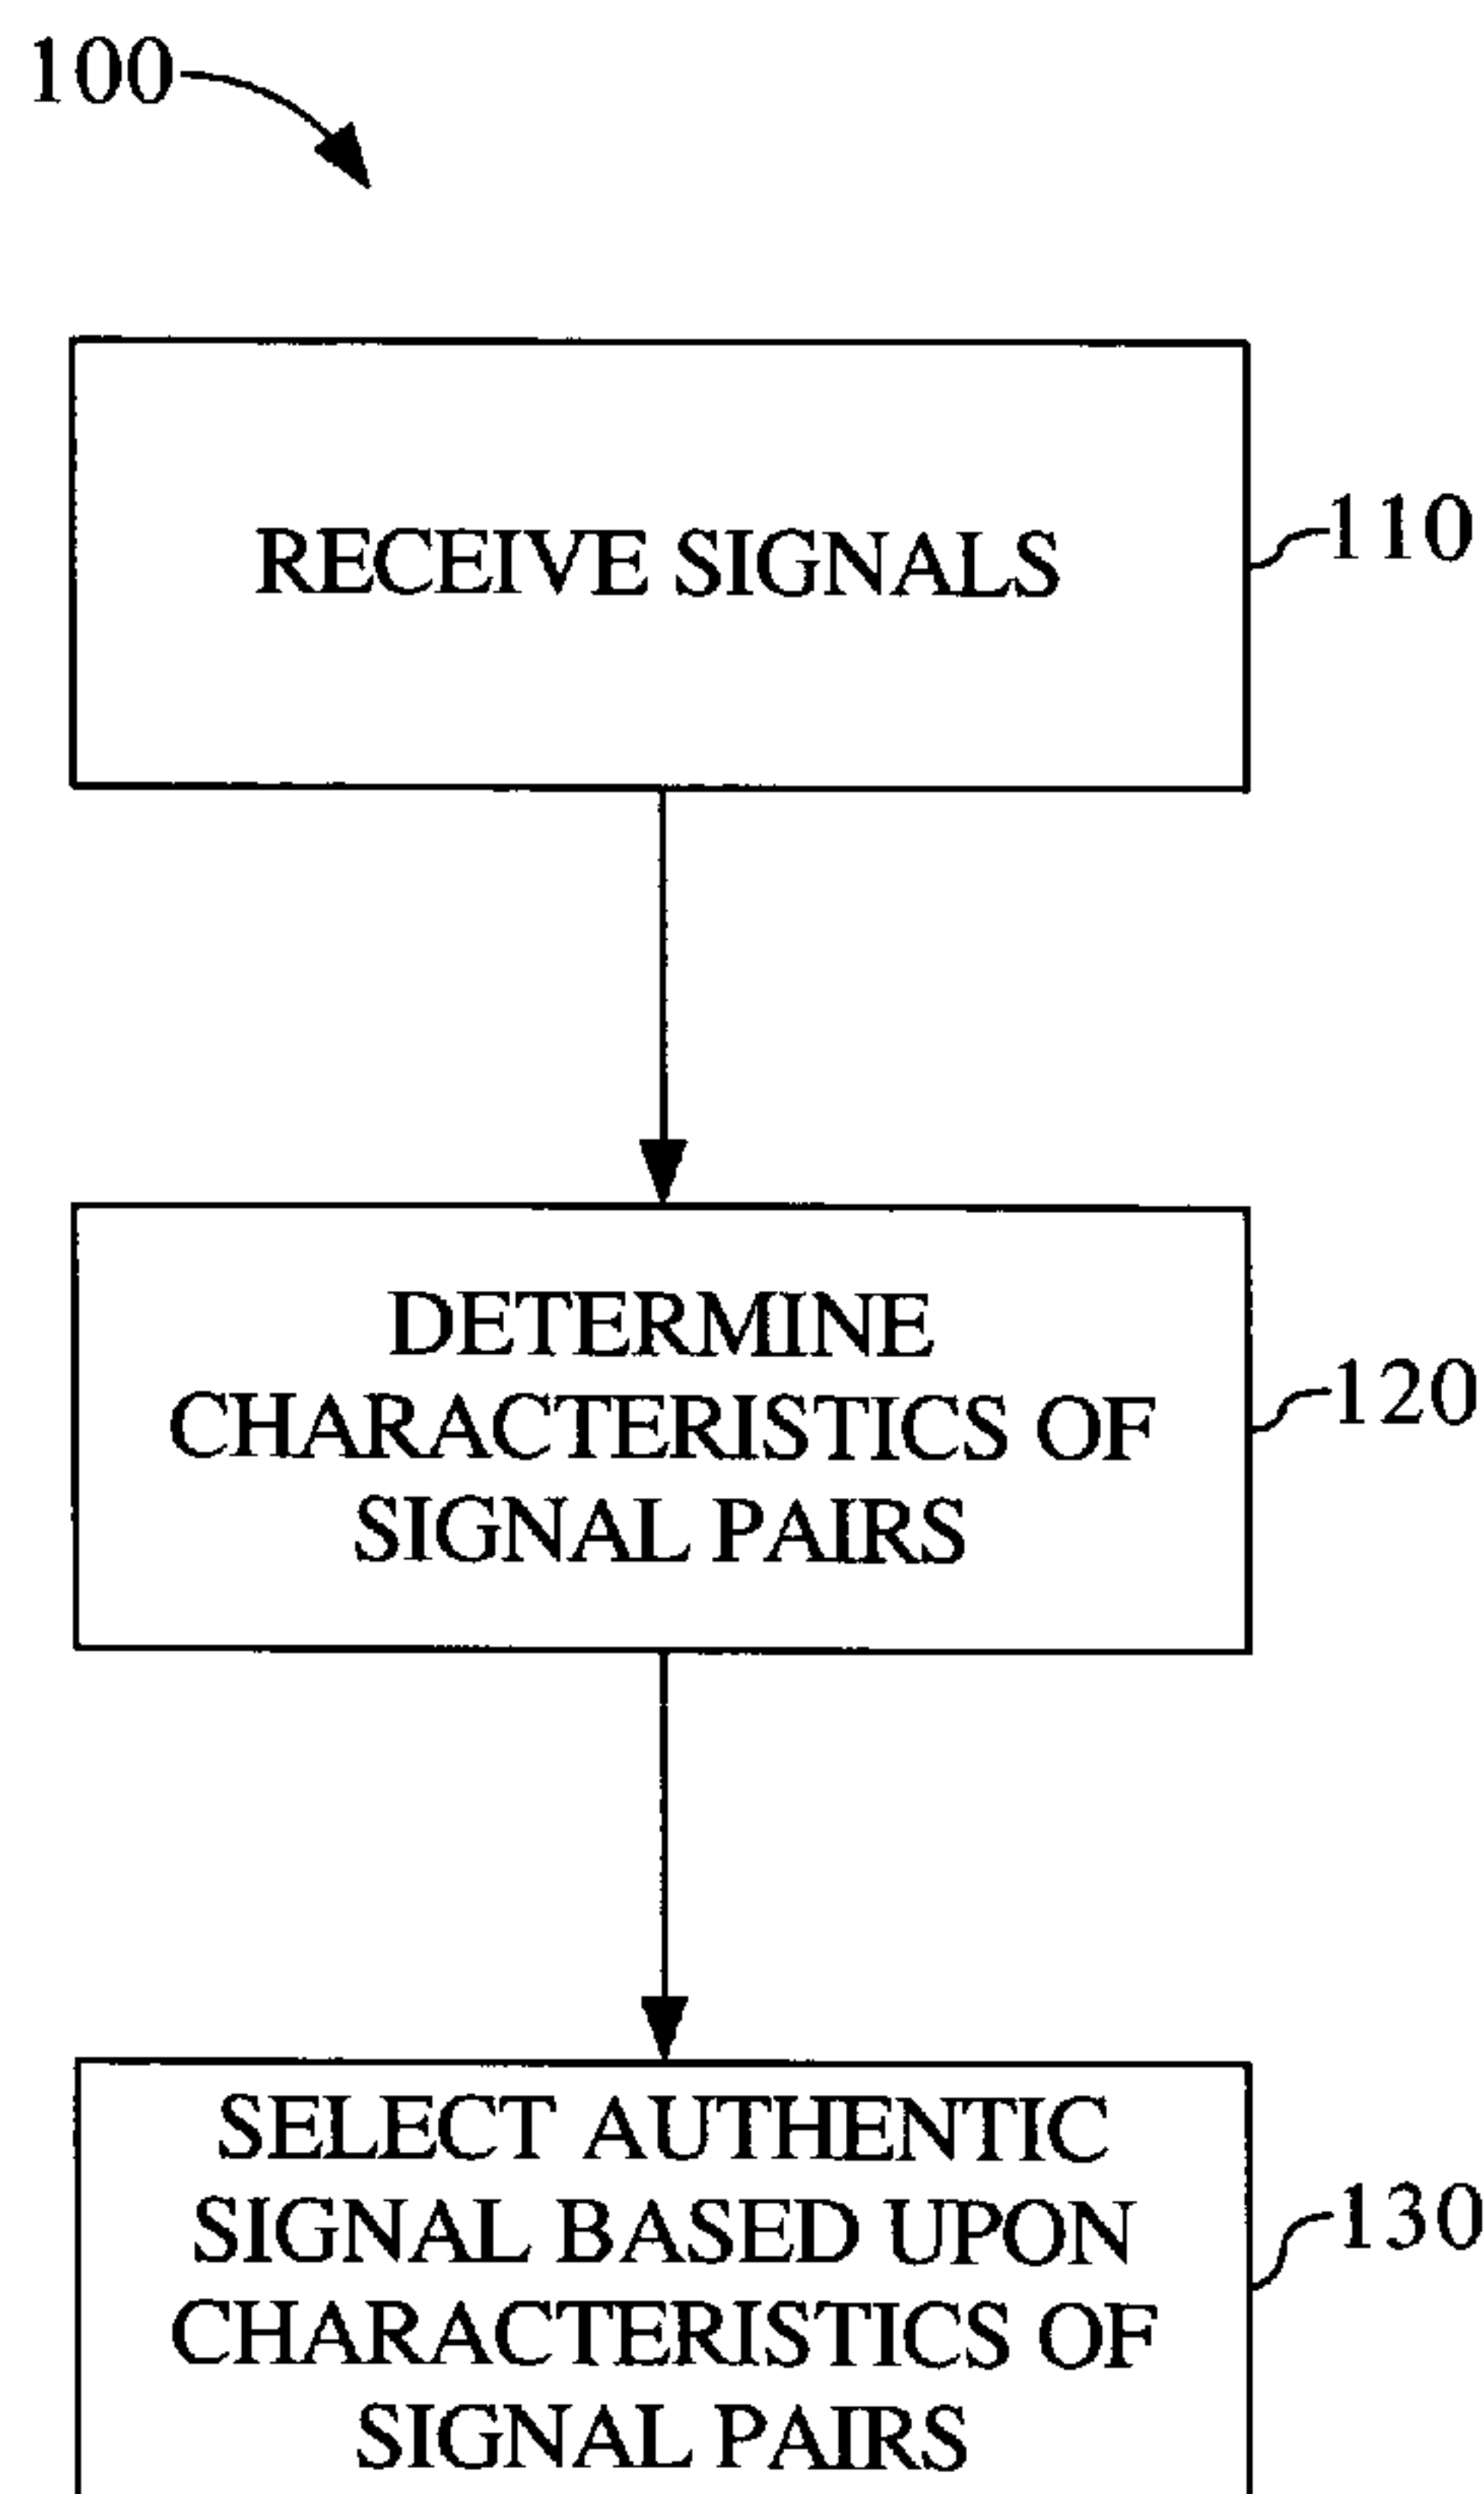 100
RECEIVE SIGNALS
110
DETERMINE
CHARACTERISTICS OF
SIGNAL PAIRS
120
SELECT AUTHENTIC
SIGNAL BASED UPON
CHARACTERISTICS OF
SIGNAL PAIRS
130